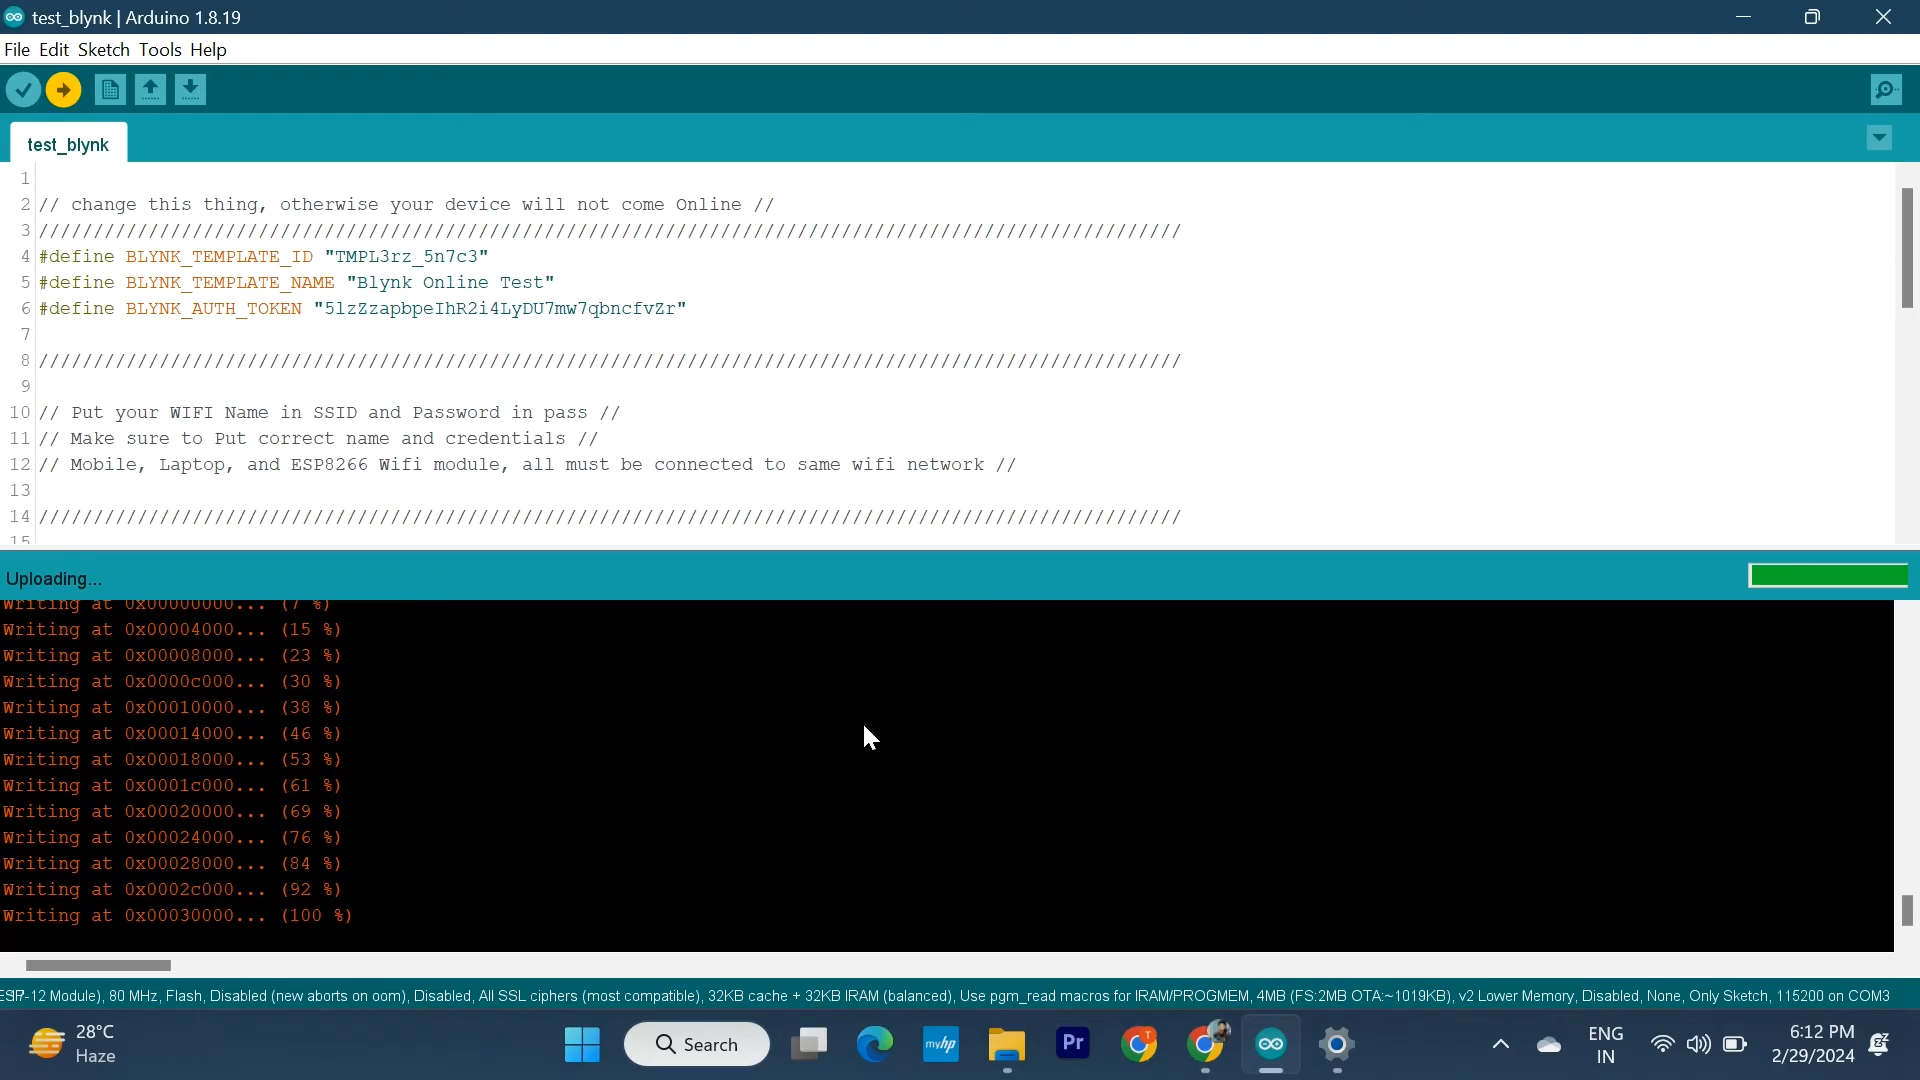 test_blynk | Arduino 1.8.19
File Edit Sketch Tools Help
test_blynk
1
2 // change this thing, otherwise your device will not come Online //
3 /////////////////////////////////////////////////////////////////////////////////////////////////////////
4 #define BLYNK_TEMPLATE_ID "TMPL3rz_5n7c3"
5 #define BLYNK_TEMPLATE_NAME "Blynk Online Test"
6 #define BLYNK_AUTH_TOKEN "5lzZzapbpeIhR2i4LyDU7mw7qbncfvZr"
7
8 /////////////////////////////////////////////////////////////////////////////////////////////////////////
9
10 // Put your WIFI Name in SSID and Password in pass //
11 // Make sure to Put correct name and credentials //
12 // Mobile, Laptop, and ESP8266 Wifi module, all must be connected to same wifi network //
13
14 /////////////////////////////////////////////////////////////////////////////////////////////////////////
15
Uploading...
Writing at 0x00000000... (7 %)
Writing at 0x00004000... (15 %)
Writing at 0x00008000... (23 %)
Writing at 0x0000c000... (30 %)
Writing at 0x00010000... (38 %)
Writing at 0x00014000... (46 %)
Writing at 0x00018000... (53 %)
Writing at 0x0001c000... (61 %)
Writing at 0x00020000... (69 %)
Writing at 0x00024000... (76 %)
Writing at 0x00028000... (84 %)
Writing at 0x0002c000... (92 %)
Writing at 0x00030000... (100 %)
-12 Module), 80 MHz, Flash, Disabled (new aborts on oom), Disabled, All SSL ciphers (most compatible), 32KB cache + 32KB IRAM (balanced), Use pgm_read macros for IRAM/PROGMEM, 4MB (FS:2MB OTA:~1019KB), v2 Lower Memory, Disabled, None, Only Sketch, 115200 on COM3
28°C
Haze
Search
myhp
Pr
T
ENG
IN
6:12 PM
2/29/2024